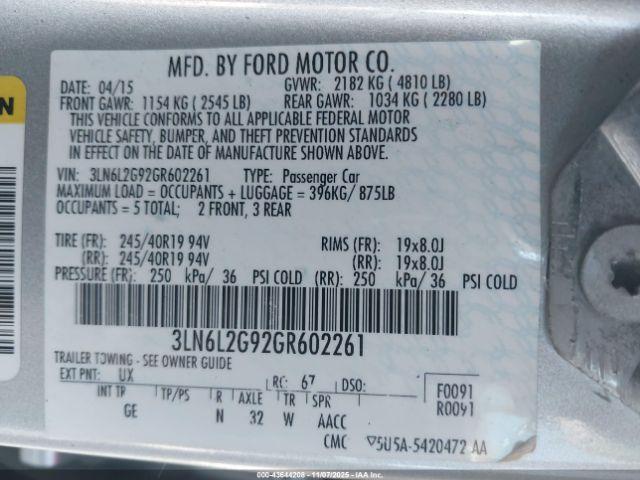 MFD. BY FORD MOTOR CO.
DATE: 04/15 GVWR: 2182 KG ( 4810 LB)
FRONT GAWR: 1154 KG ( 2545 LB) REAR GAWR: 1034 KG ( 2280 LB)
THIS VEHICLE CONFORMS TO ALL APPLICABLE FEDERAL MOTOR
VEHICLE SAFETY, BUMPER, AND THEFT PREVENTION STANDARDS
IN EFFECT ON THE DATE OF MANUFACTURE SHOWN ABOVE.
VIN: 3LN6L2G92GR602261 TYPE: Passenger Car
MAXIMUM LOAD = OCCUPANTS + LUGGAGE = 396KG/ 875LB
OCCUPANTS = 5 TOTAL; 2 FRONT, 3 REAR
TIRE (FR): 245/40R19 94V RIMS (FR): 19x8.0J
(RR): 245/40R19 94V (RR): 19x8.0J
PRESSURE (FR): 250 kPa/ 36 PSI COLD (RR): 250 kPa/ 36 PSI COLD
3LN6L2G92GR602261
TRAILER TOWING - SEE OWNER GUIDE
EXT PNT: UX RC: 67 DSO: F0091
INT TR TP/PS R AXLE TR SPR R0091
GE N 32 W AACC
CMC 5U5A-5420472 AA
N
IAA 43644208 11/07/2025 IAAI.COM